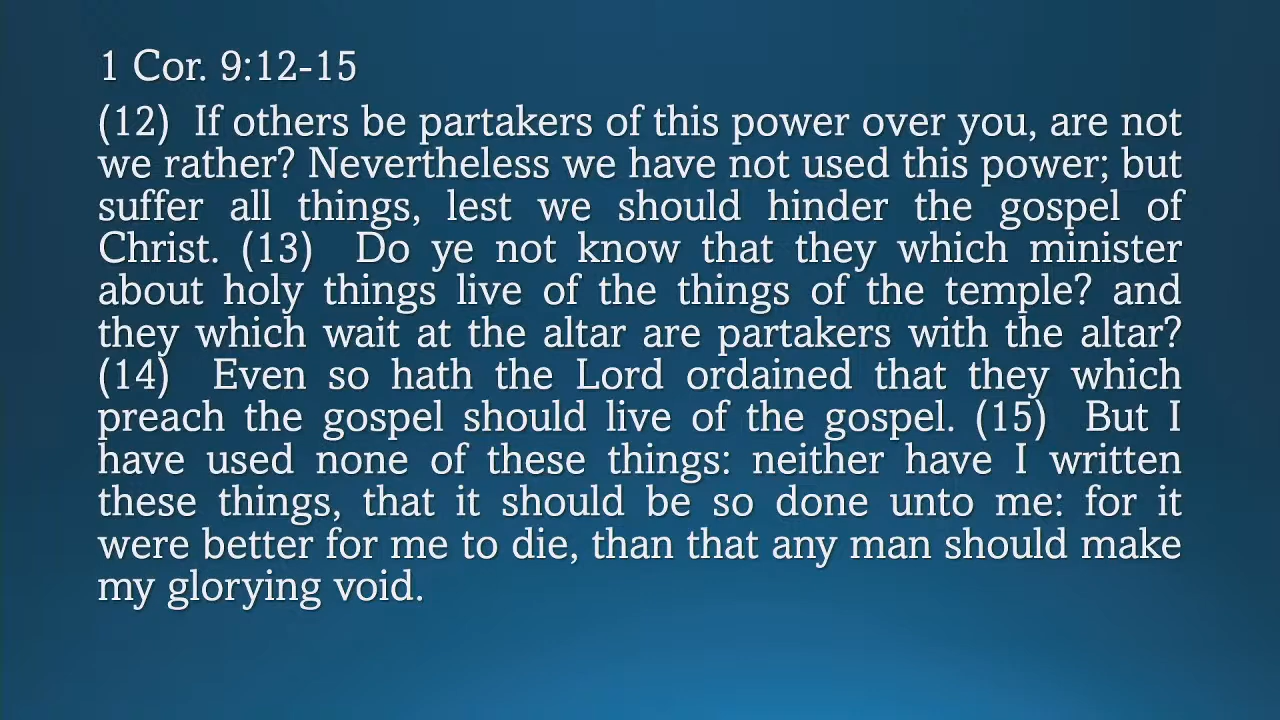 1 Cor. 9:12-15
(12)  If others be partakers of this power over you, are not
we rather? Nevertheless we have not used this power; but
suffer all things, lest we should hinder the gospel of
Christ. (13)  Do ye not know that they which minister
about holy things live of the things of the temple? and
they which wait at the altar are partakers with the altar?
(14)  Even so hath the Lord ordained that they which
preach the gospel should live of the gospel. (15)  But I
have used none of these things: neither have I written
these things, that it should be so done unto me: for it
were better for me to die, than that any man should make
my glorying void.